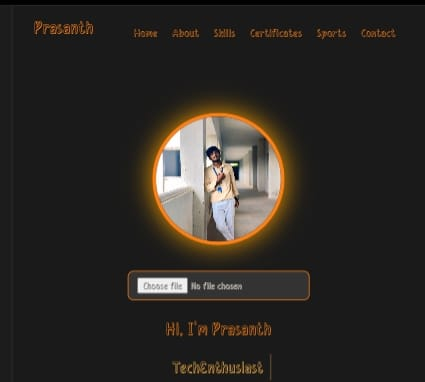 Prasanth
Home About Skills Certificates Sports Contact
Choose file No file chosen
Hi, I'm Prasanth
TechEnthusiast